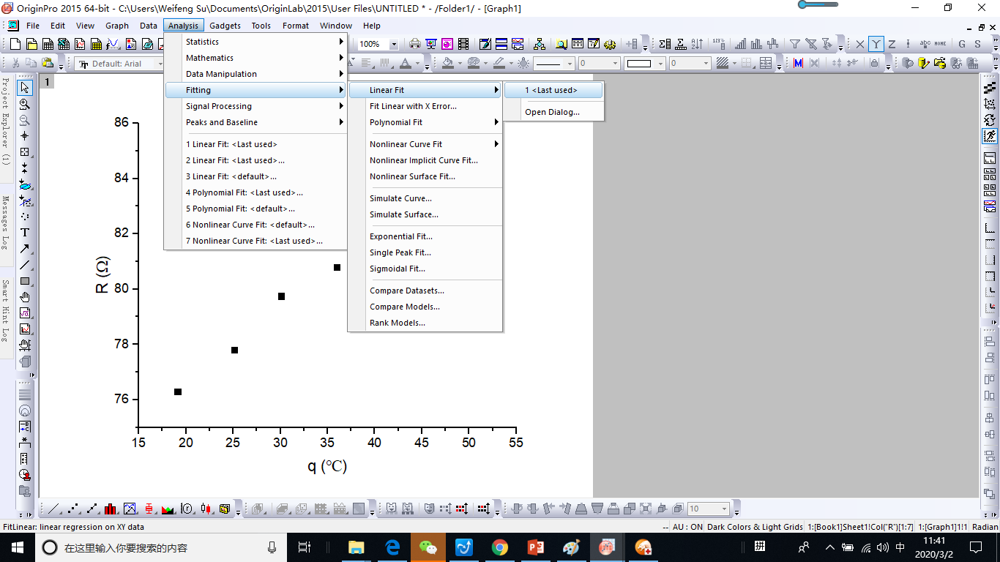 OriginPro 2015 64-bit - C:\Users\Weifeng Su\Documents\OriginLab\2015\User Files\UNTITLED * - /Folder1/ - [Graph1]
File Edit View Graph Data Analysis Gadgets Tools Format Window Help
100%
Default: Arial
0
0
Project Explorer (1)
Messages Log
Smart Hint Log
1
Statistics
Mathematics
Data Manipulation
Fitting
Signal Processing
Peaks and Baseline
1 Linear Fit: <Last used>
2 Linear Fit: <Last used>...
3 Linear Fit: <default>...
4 Polynomial Fit: <Last used>...
5 Polynomial Fit: <default>...
6 Nonlinear Curve Fit: <default>...
7 Nonlinear Curve Fit: <Last used>...
Linear Fit
Fit Linear with X Error...
Polynomial Fit
Nonlinear Curve Fit
Nonlinear Implicit Curve Fit...
Nonlinear Surface Fit...
Simulate Curve...
Simulate Surface...
Exponential Fit...
Single Peak Fit...
Sigmoidal Fit...
Compare Datasets...
Compare Models...
Rank Models...
1 <Last used>
Open Dialog...
86
84
82
80
78
76
R (Ω)
15 20 25 30 35 40 45 50 55
q (℃)
10
FitLinear: linear regression on XY data
-- AU : ON Dark Colors & Light Grids 1:[Book1]Sheet1!Col("R")[1:7] 1:[Graph1]1!1 Radian
在这里输入你要搜索的内容
中
11:41
2020/3/2